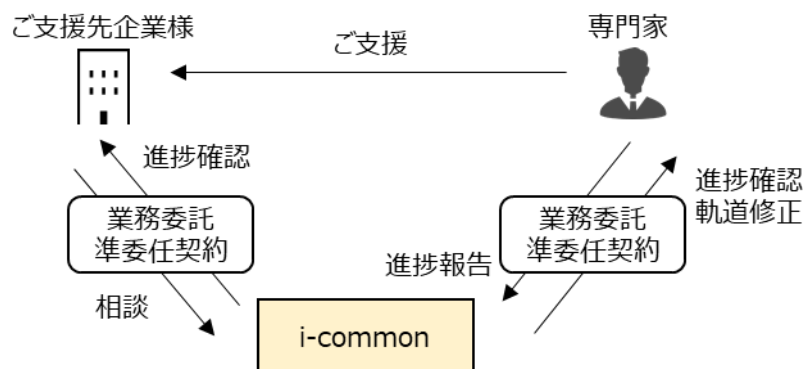 ご支援先企業様
専門家
ご支援
進捗確認
進捗確認
軌道修正
業務委託
準委任契約
業務委託
準委任契約
進捗報告
相談
i-common